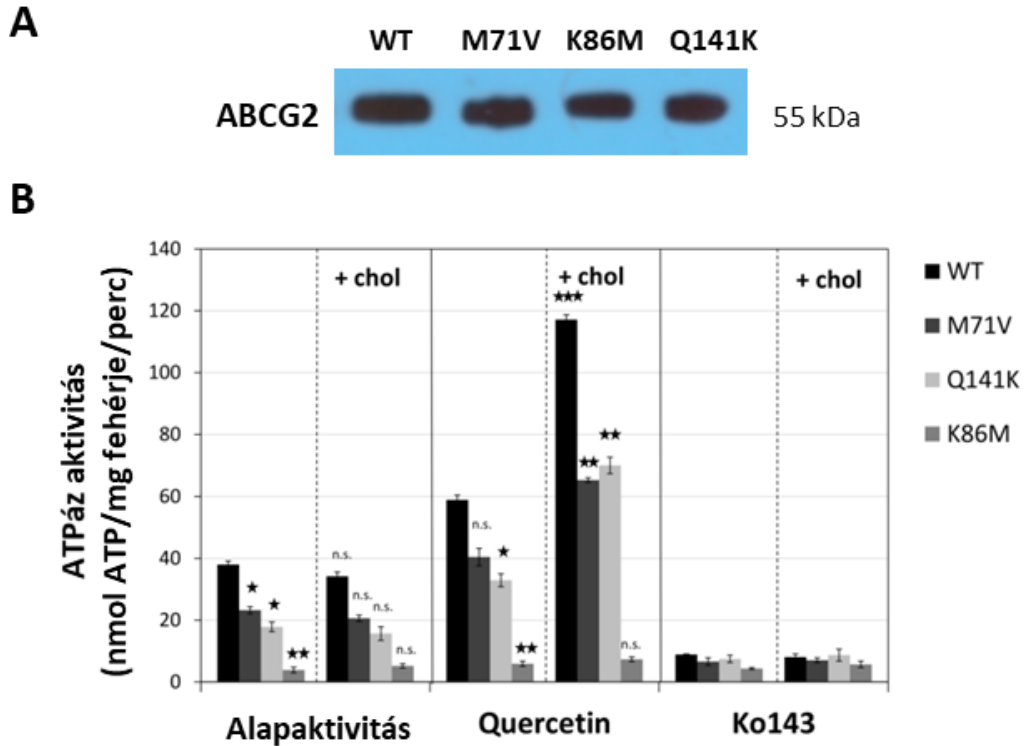 A
WT M71V K86M Q141K
ABCG2 55 kDa
B
ATPáz aktivitás
(nmol ATP/mg fehérje/perc)
140
120
100
80
60
40
20
0
+ chol + chol + chol
★ ★ ★★ n.s. n.s. n.s. n.s.
n.s. ★ ★★ ★★★ ★★ ★★ n.s.
Alapaktivitás Quercetin Ko143
WT
M71V
Q141K
K86M